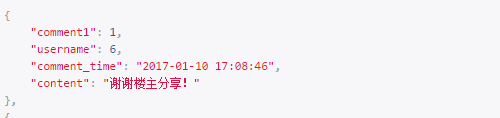 {
"comment1": 1,
"username": 6,
"comment_time": "2017-01-10 17:08:46",
"content": "谢谢楼主分享！"
},
{